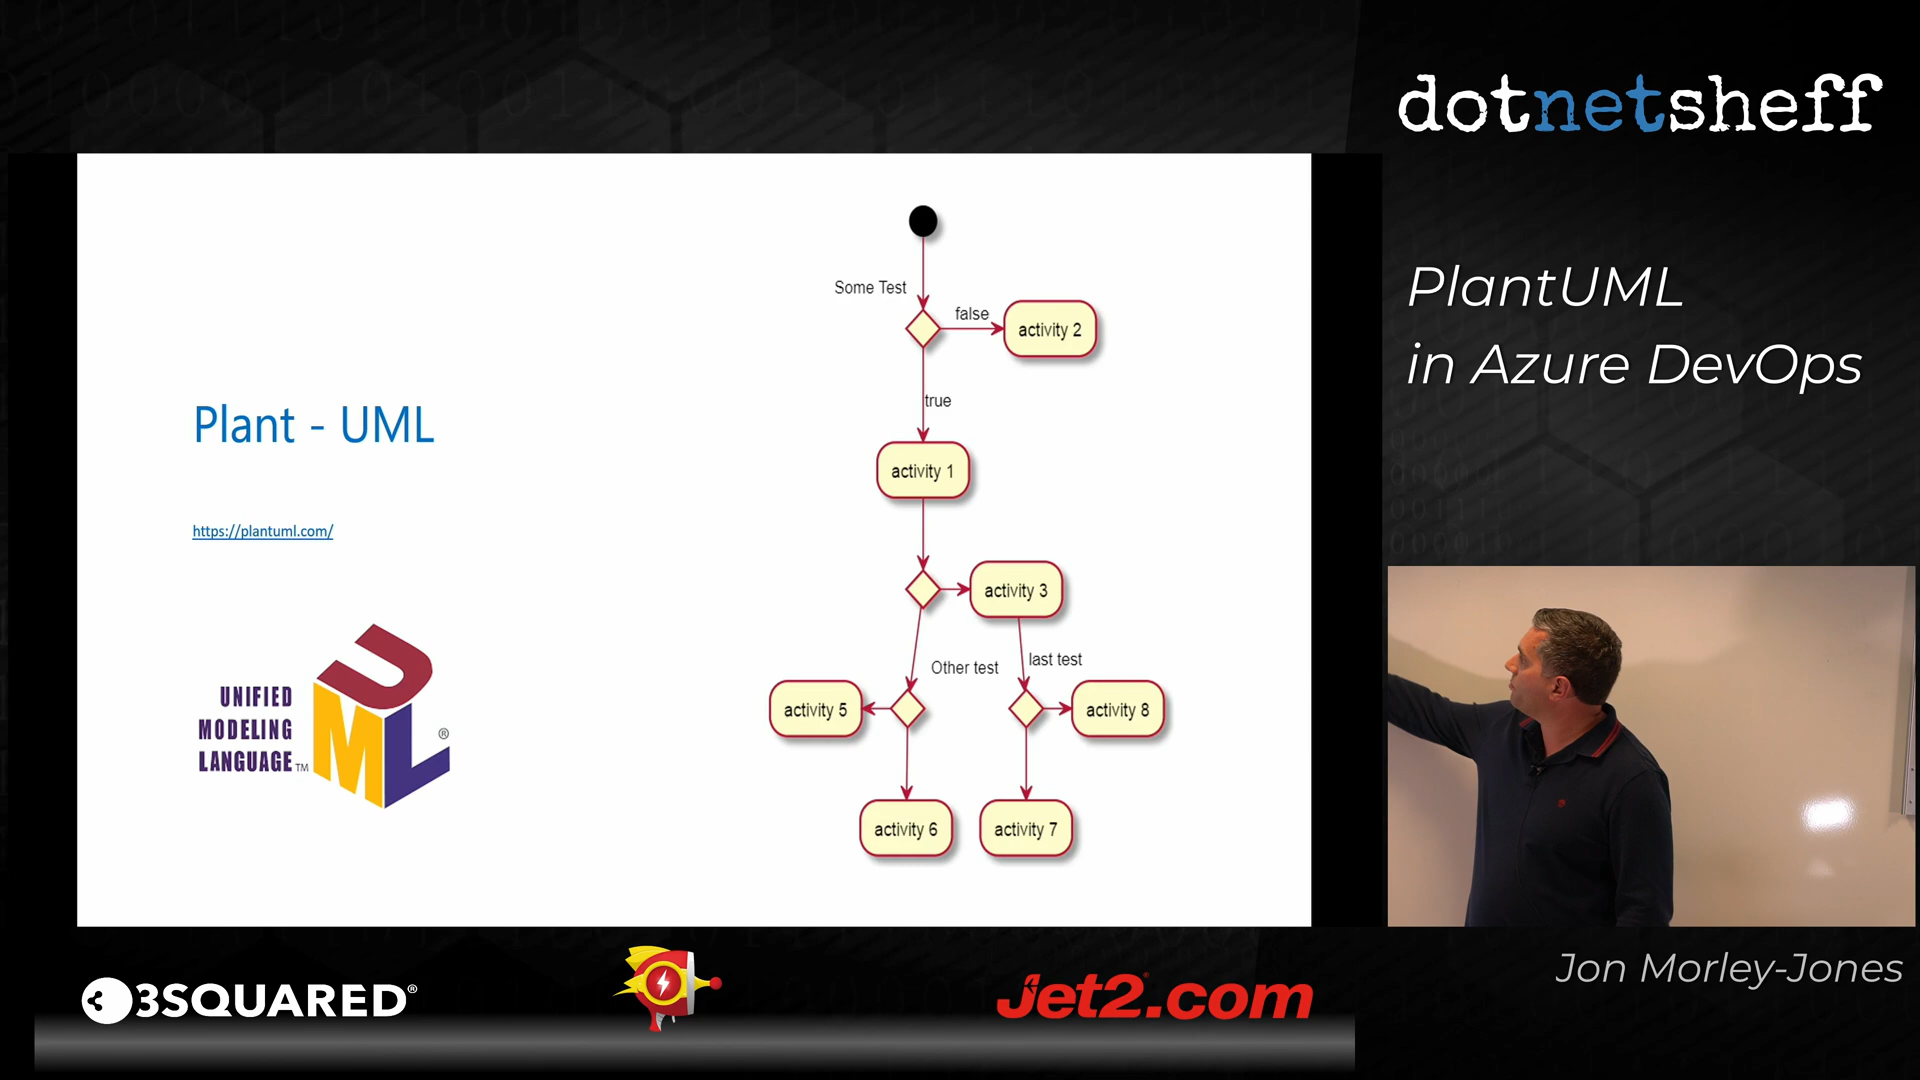 dotnetsheff
PlantUML
in Azure DevOps
Plant - UML
https://plantuml.com/
UNIFIED
MODELING
LANGUAGE TM
UML ®
Some Test
false
activity 2
true
activity 1
activity 3
Other test
last test
activity 5
activity 8
activity 6
activity 7
Jon Morley-Jones
3SQUARED®
Jet2.com